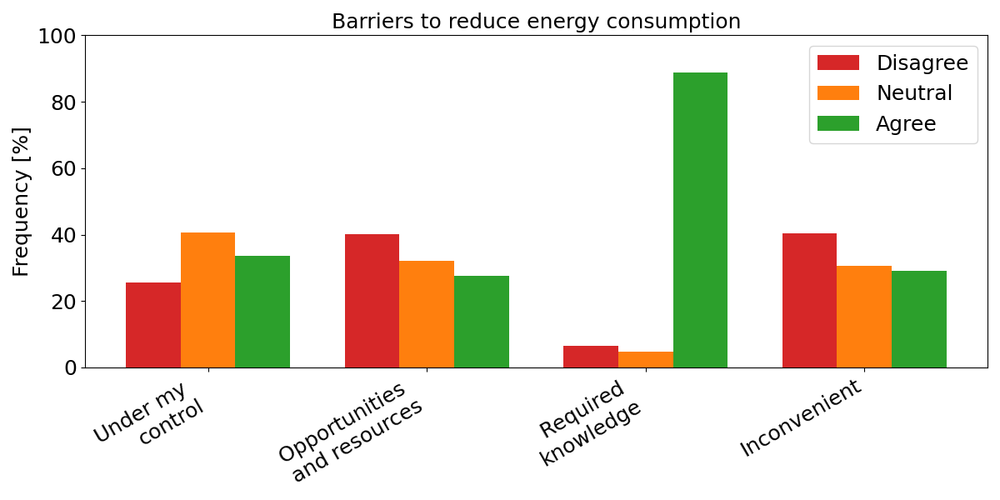 Barriers to reduce energy consumption
100
80
60
40
20
0
Frequency [%]
Disagree
Neutral
Agree
Under my
control
Opportunities
and resources
Required
knowledge
Inconvenient